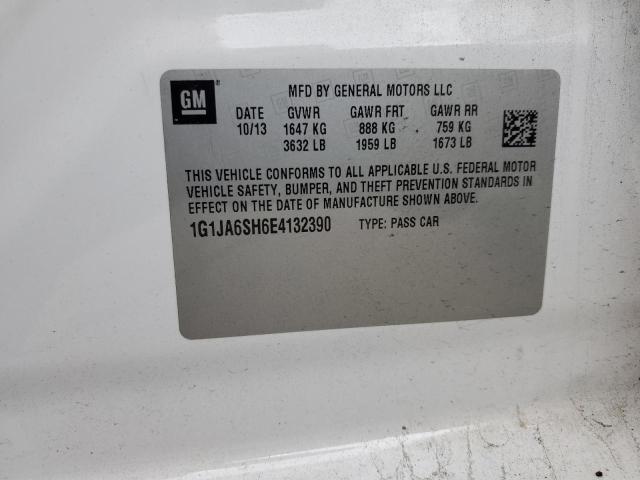 GM
MFD BY GENERAL MOTORS LLC
DATE GVWR GAWR FRT GAWR RR
10/13 1647 KG 888 KG 759 KG
3632 LB 1959 LB 1673 LB
THIS VEHICLE CONFORMS TO ALL APPLICABLE U.S. FEDERAL MOTOR
VEHICLE SAFETY, BUMPER, AND THEFT PREVENTION STANDARDS IN
EFFECT ON THE DATE OF MANUFACTURE SHOWN ABOVE.
1G1JA6SH6E4132390 TYPE: PASS CAR